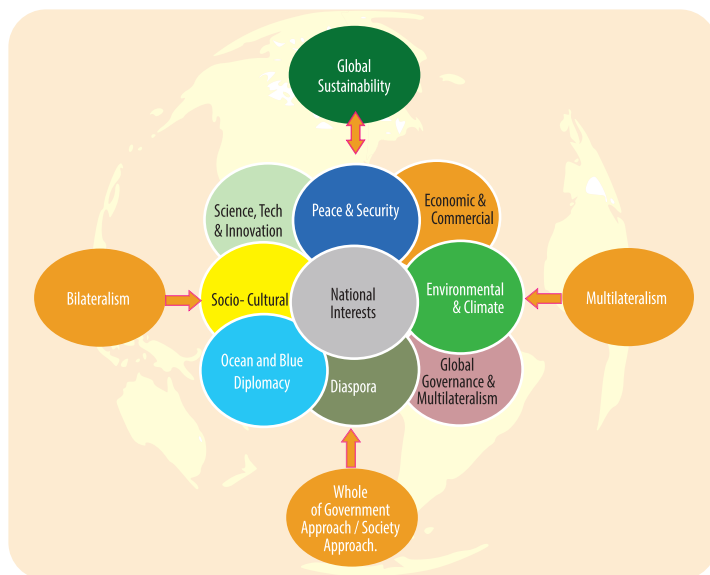 Global
Sustainability
Science, Tech
& Innovation
Peace & Security
Economic &
Commercial
Bilateralism
Socio- Cultural
National
Interests
Environmental
& Climate
Multilateralism
Ocean and Blue
Diplomacy
Diaspora
Global
Governance &
Multilateralism
Whole
of Government
Approach / Society
Approach.